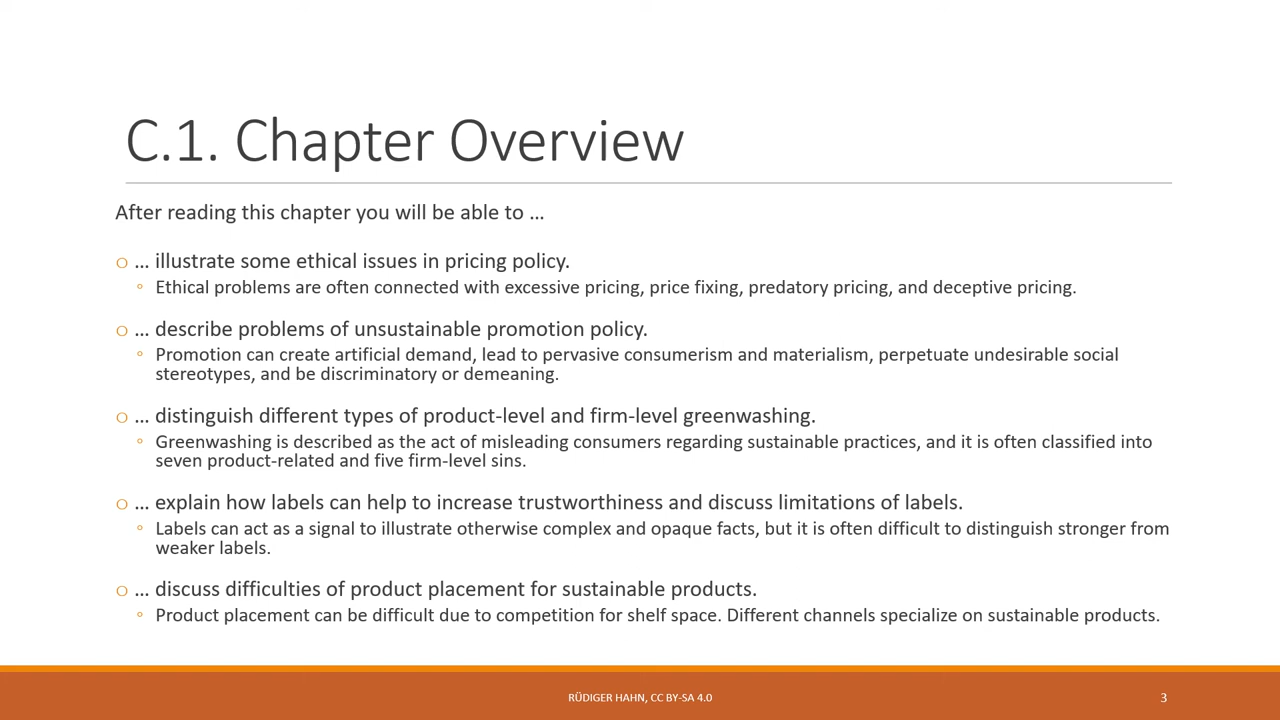 C.1. Chapter Overview
After reading this chapter you will be able to …
o … illustrate some ethical issues in pricing policy.
◦ Ethical problems are often connected with excessive pricing, price fixing, predatory pricing, and deceptive pricing.
o … describe problems of unsustainable promotion policy.
◦ Promotion can create artificial demand, lead to pervasive consumerism and materialism, perpetuate undesirable social
stereotypes, and be discriminatory or demeaning.
o … distinguish different types of product-level and firm-level greenwashing.
◦ Greenwashing is described as the act of misleading consumers regarding sustainable practices, and it is often classified into
seven product-related and five firm-level sins.
o … explain how labels can help to increase trustworthiness and discuss limitations of labels.
◦ Labels can act as a signal to illustrate otherwise complex and opaque facts, but it is often difficult to distinguish stronger from
weaker labels.
o … discuss difficulties of product placement for sustainable products.
◦ Product placement can be difficult due to competition for shelf space. Different channels specialize on sustainable products.
RÜDIGER HAHN, CC BY-SA 4.0
3